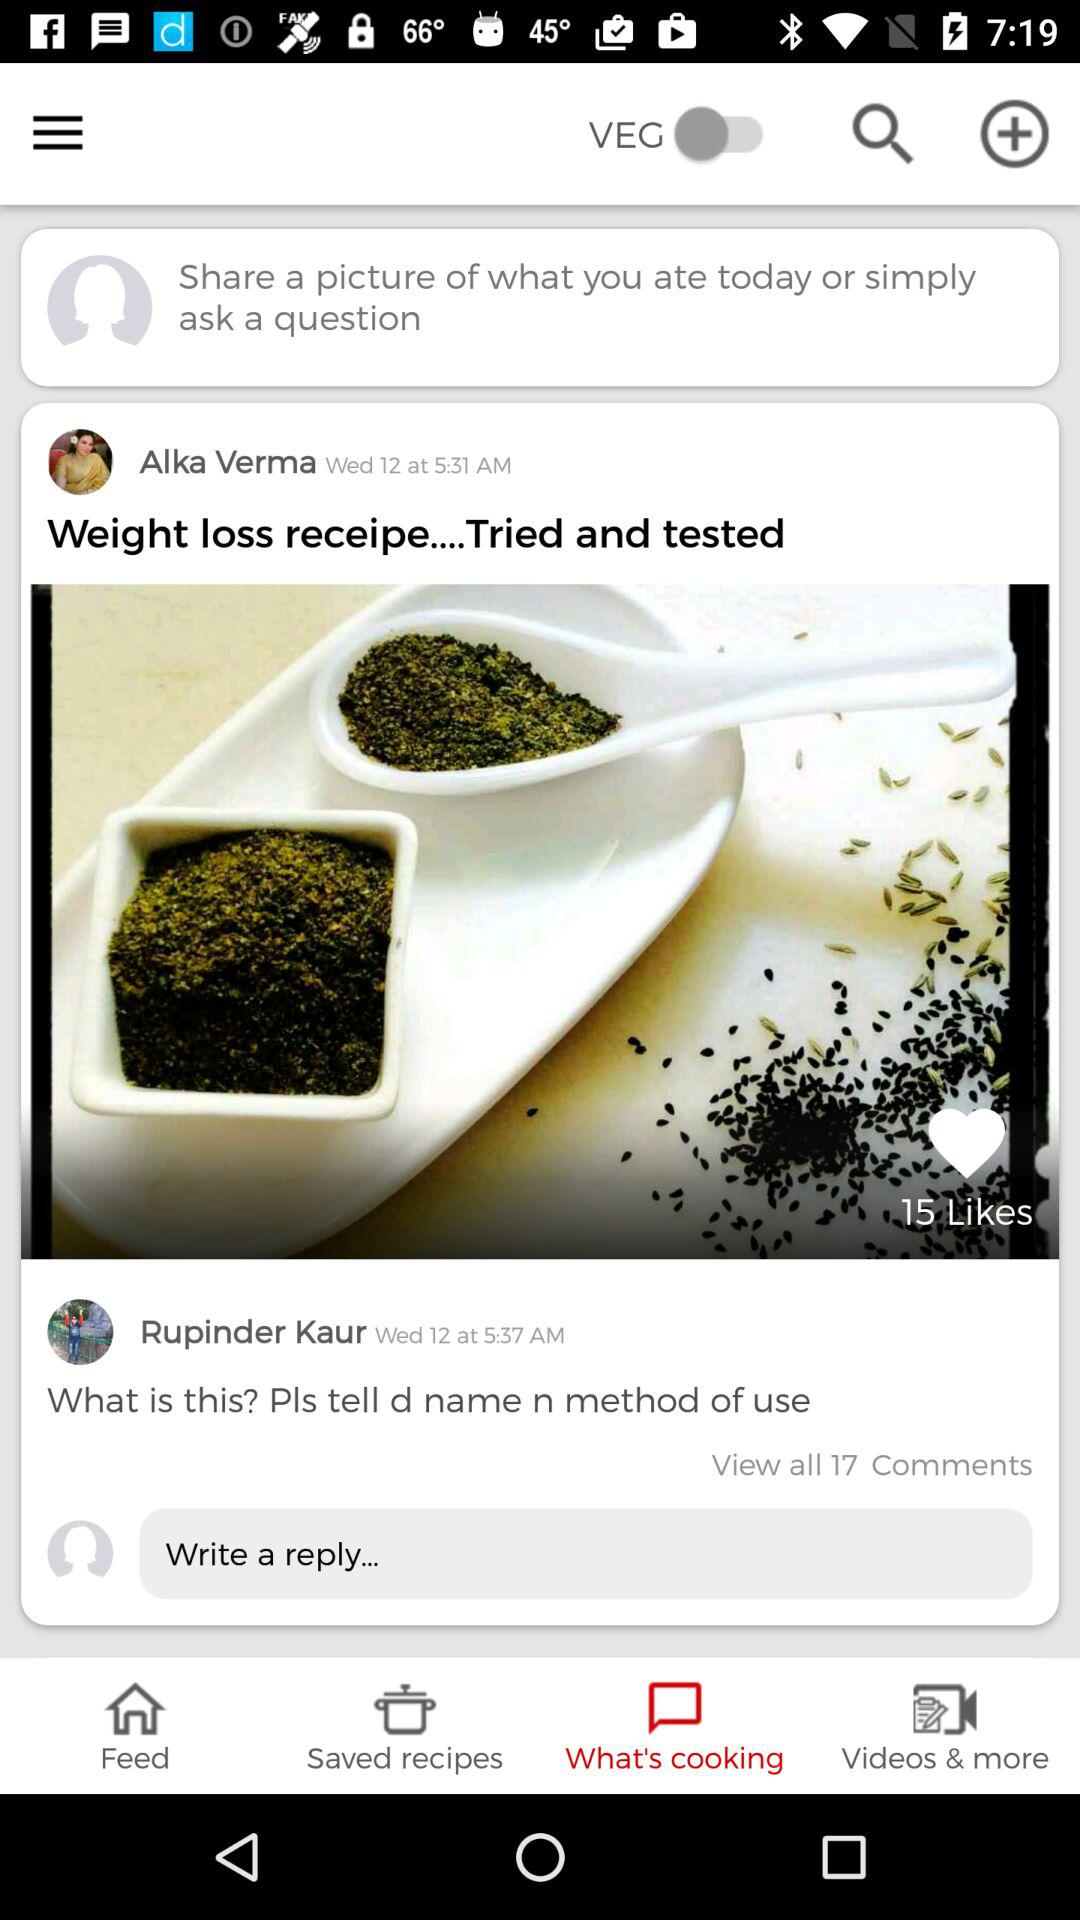 FAKE 66° 45° 7:19
VEG
Share a picture of what you ate today or simply
ask a question
Alka Verma Wed 12 at 5:31 AM
Weight loss receipe....Tried and tested
15 Likes
Rupinder Kaur Wed 12 at 5:37 AM
What is this? Pls tell d name n method of use
View all 17 Comments
Write a reply...
Feed Saved recipes What's cooking Videos & more